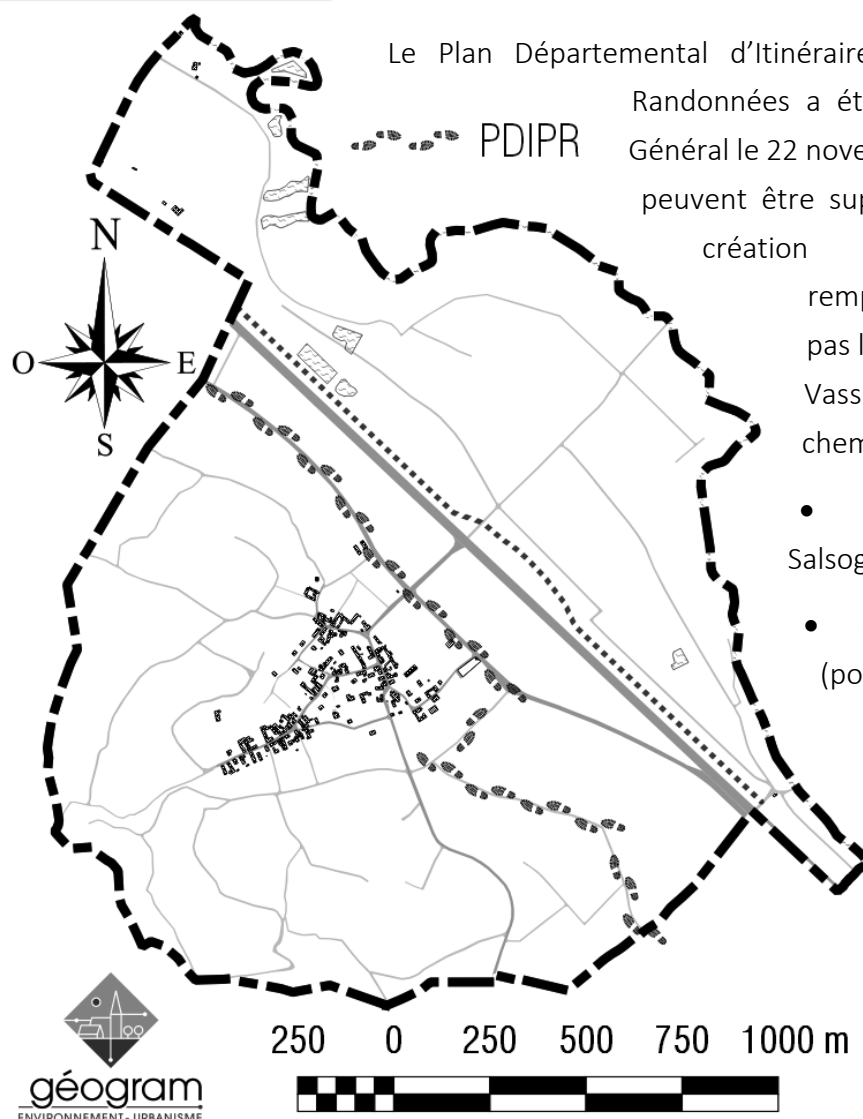 Le Plan Départemental d’Itinéraire
Randonnées a ét
PDIPR
Général le 22 nove
peuvent être sup
création
remp
pas l
Vass
chem
•
Salsog
•
(po
N
O E
S
250 0 250 500 750 1000 m
géogram
ENVIRONNEMENT - URBANISME